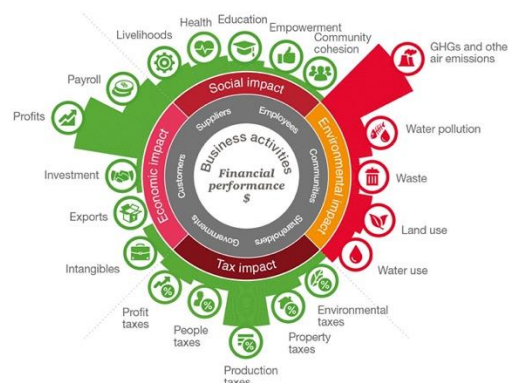 Social impact
Environmental impact
Tax impact
Economic impact
Suppliers
Employees
Communities
Shareholders
Governments
Customers
Business activities
Financial
performance
$
Livelihoods
Health
Education
Empowerment
Community
cohesion
GHGs and othe
air emissions
Water pollution
Waste
Land use
Water use
Environmental
taxes
Property
taxes
Production
taxes
People
taxes
Profit
taxes
Intangibles
Exports
Investment
Profits
Payroll